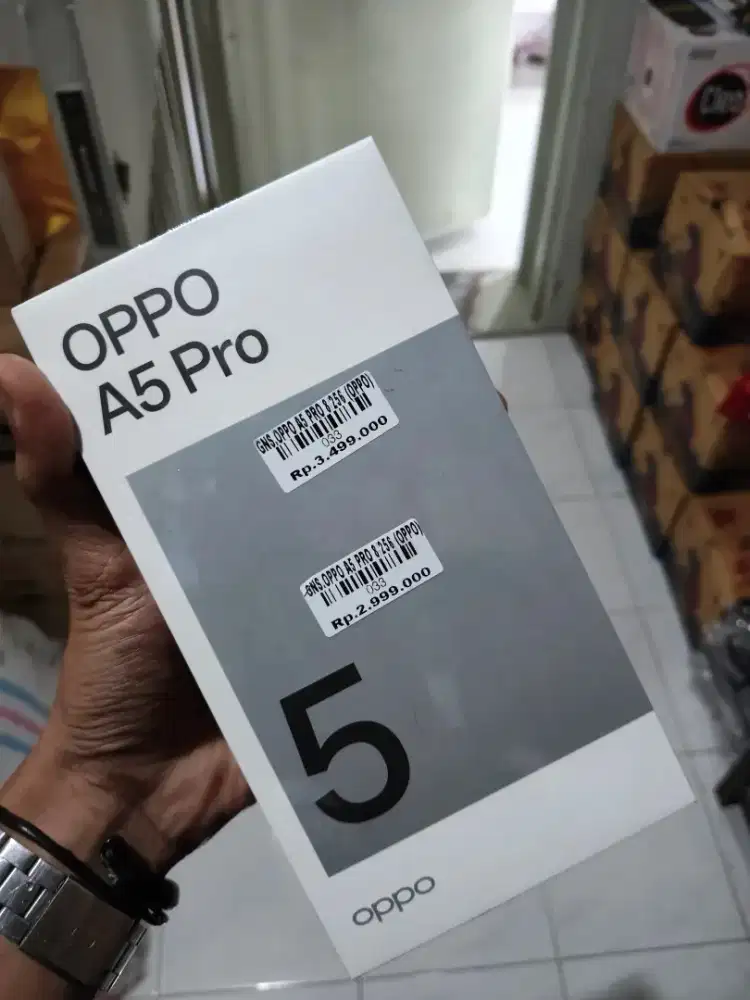 OPPO
A5 Pro
GNS,OPPO A5 PRO 8 256 (OPPO)
033
Rp.3.499.000
GNS,OPPO A5 PRO 8 256 (OPPO)
033
Rp.2.999.000
5
oppo